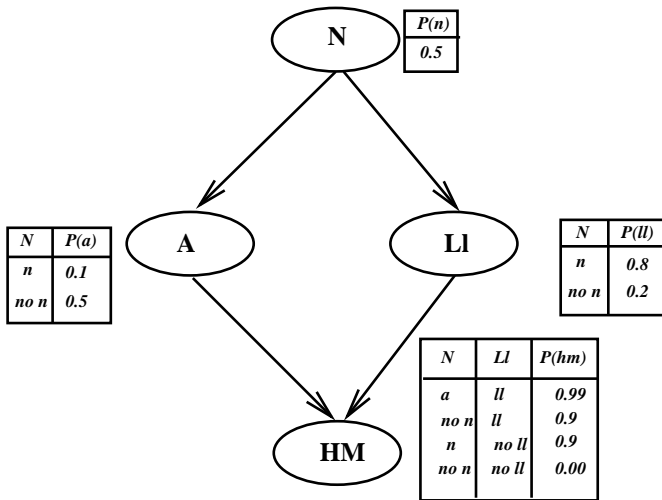 N
P(n)
0.5
A
Ll
N P(a)
n 0.1
no n 0.5
N P(ll)
n 0.8
no n 0.2
N Ll P(hm)
a ll 0.99
no n ll 0.9
n no ll 0.9
no n no ll 0.00
HM